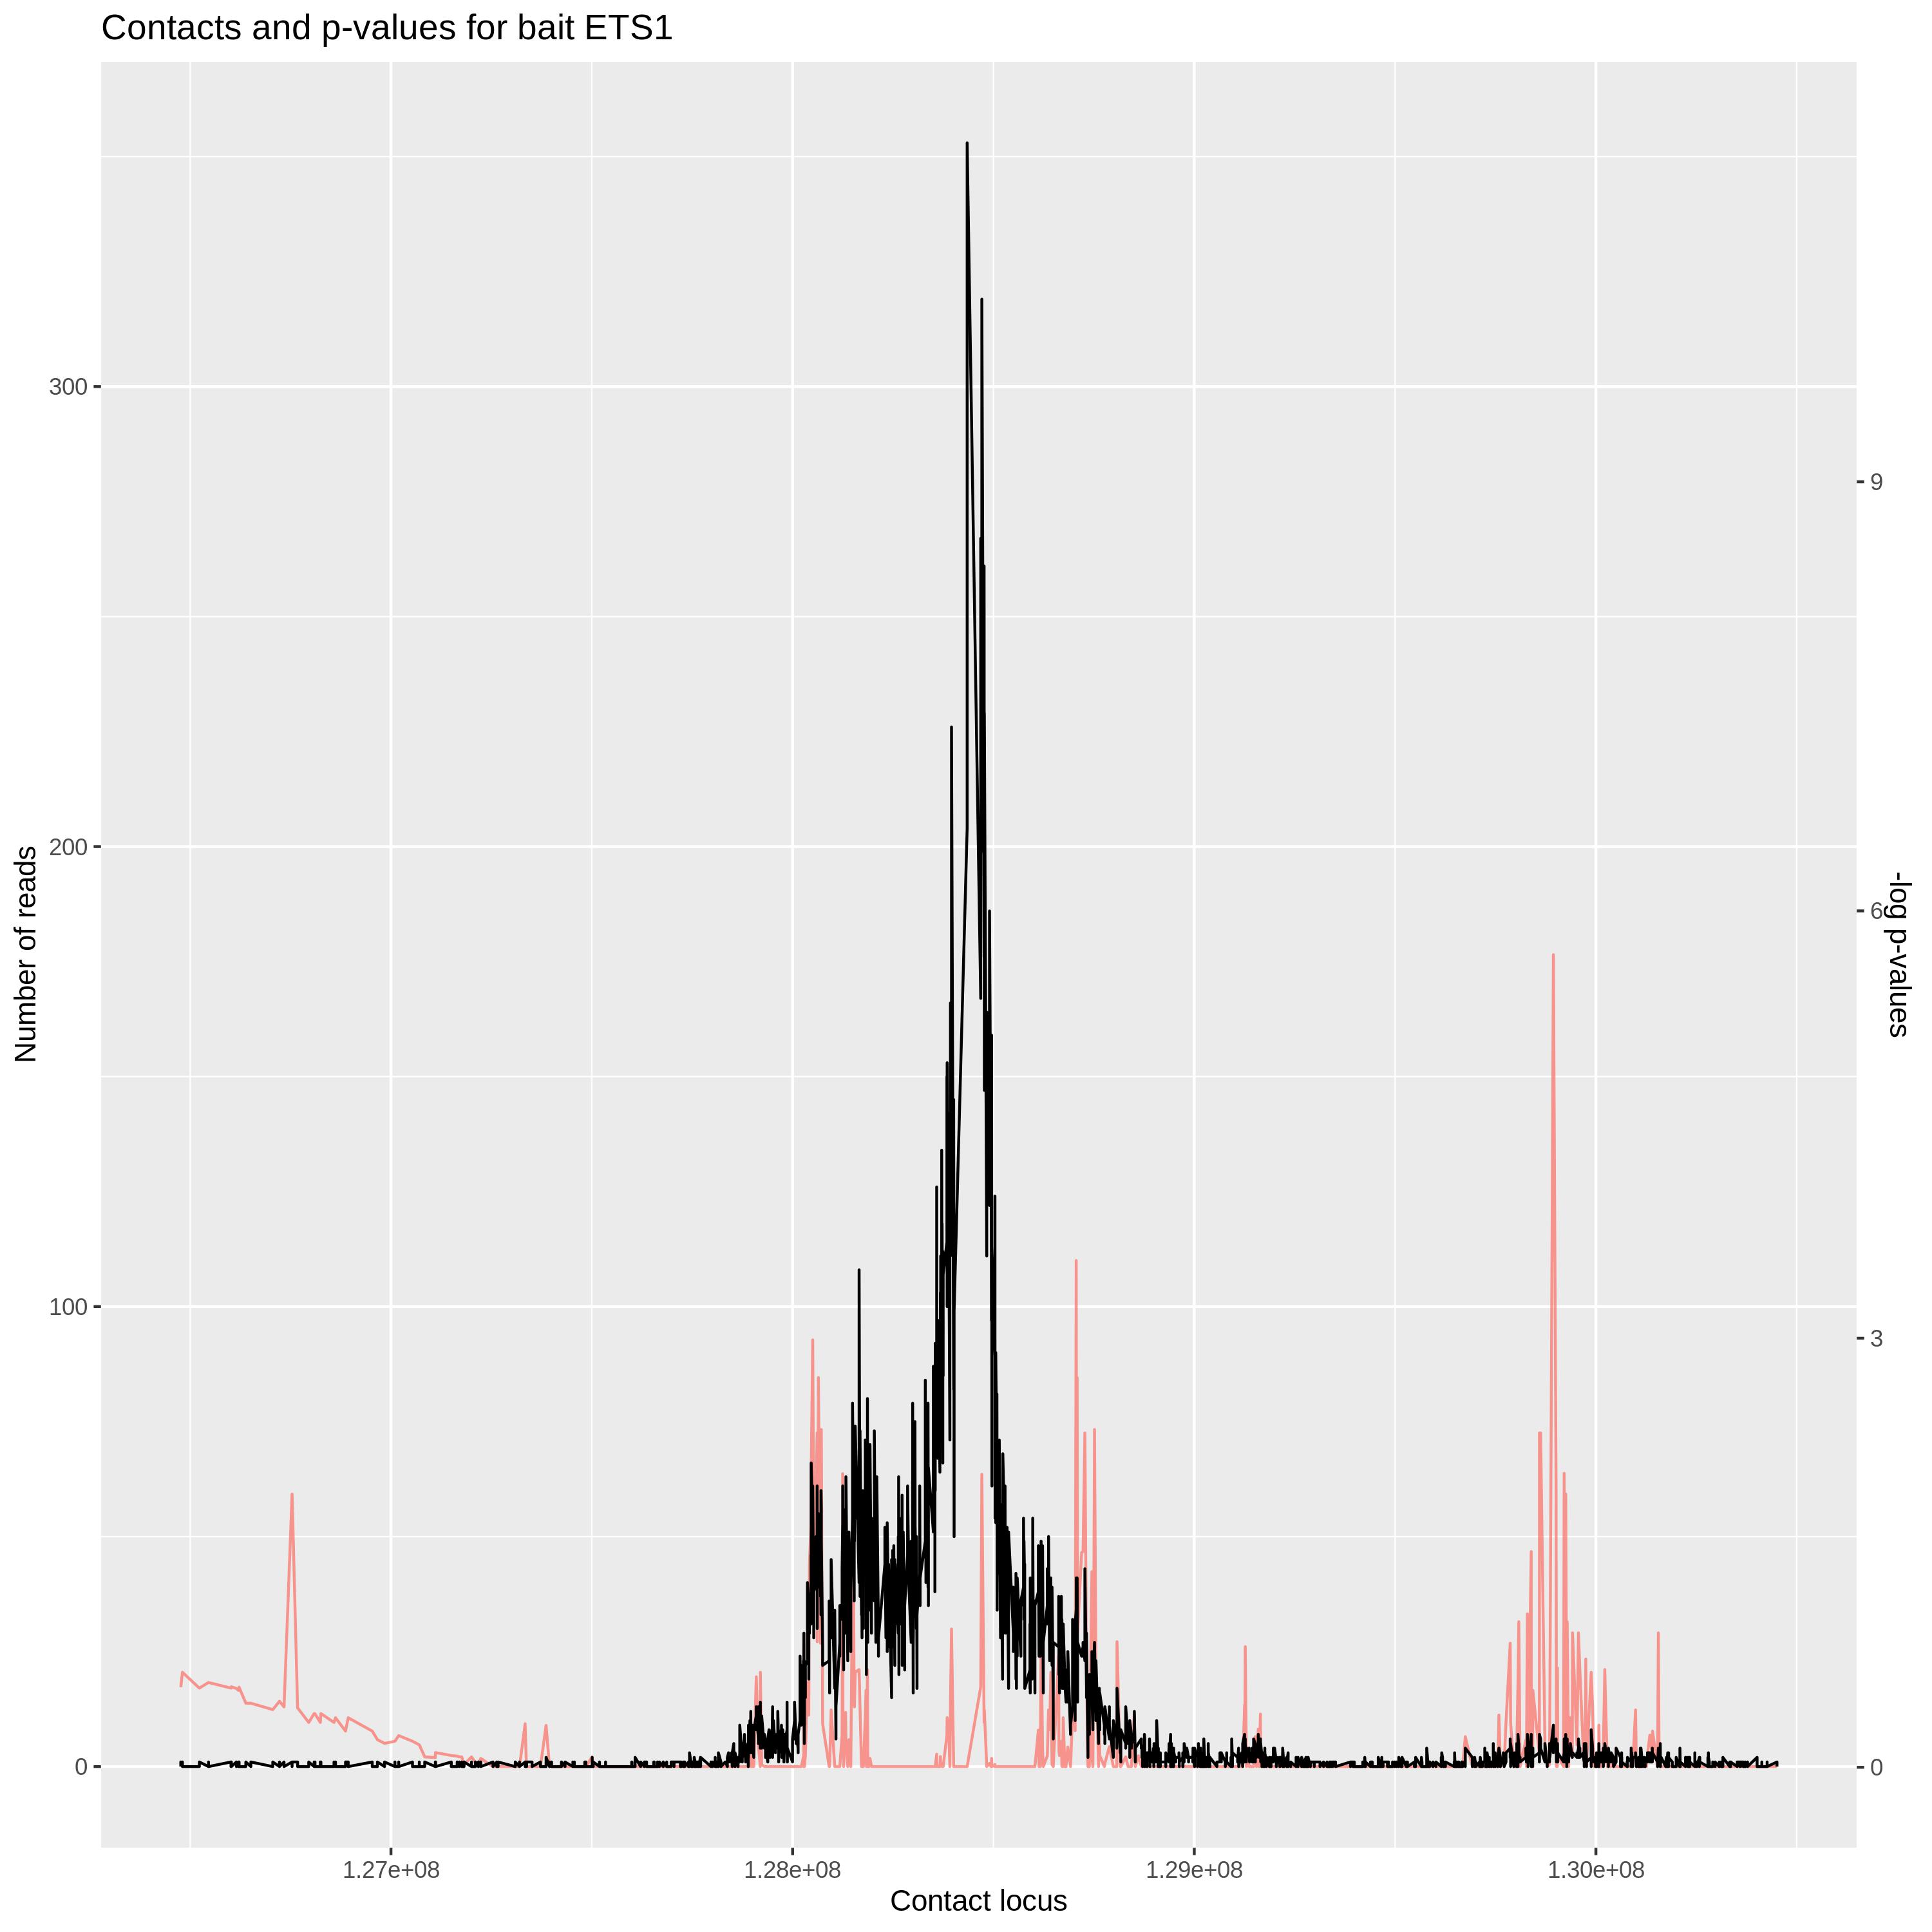 Contacts and p-values for bait ETS1
Number of reads
300
200
100
0
9
6
3
0
-log p-values
1.27e+08
1.28e+08
1.29e+08
1.30e+08
Contact locus